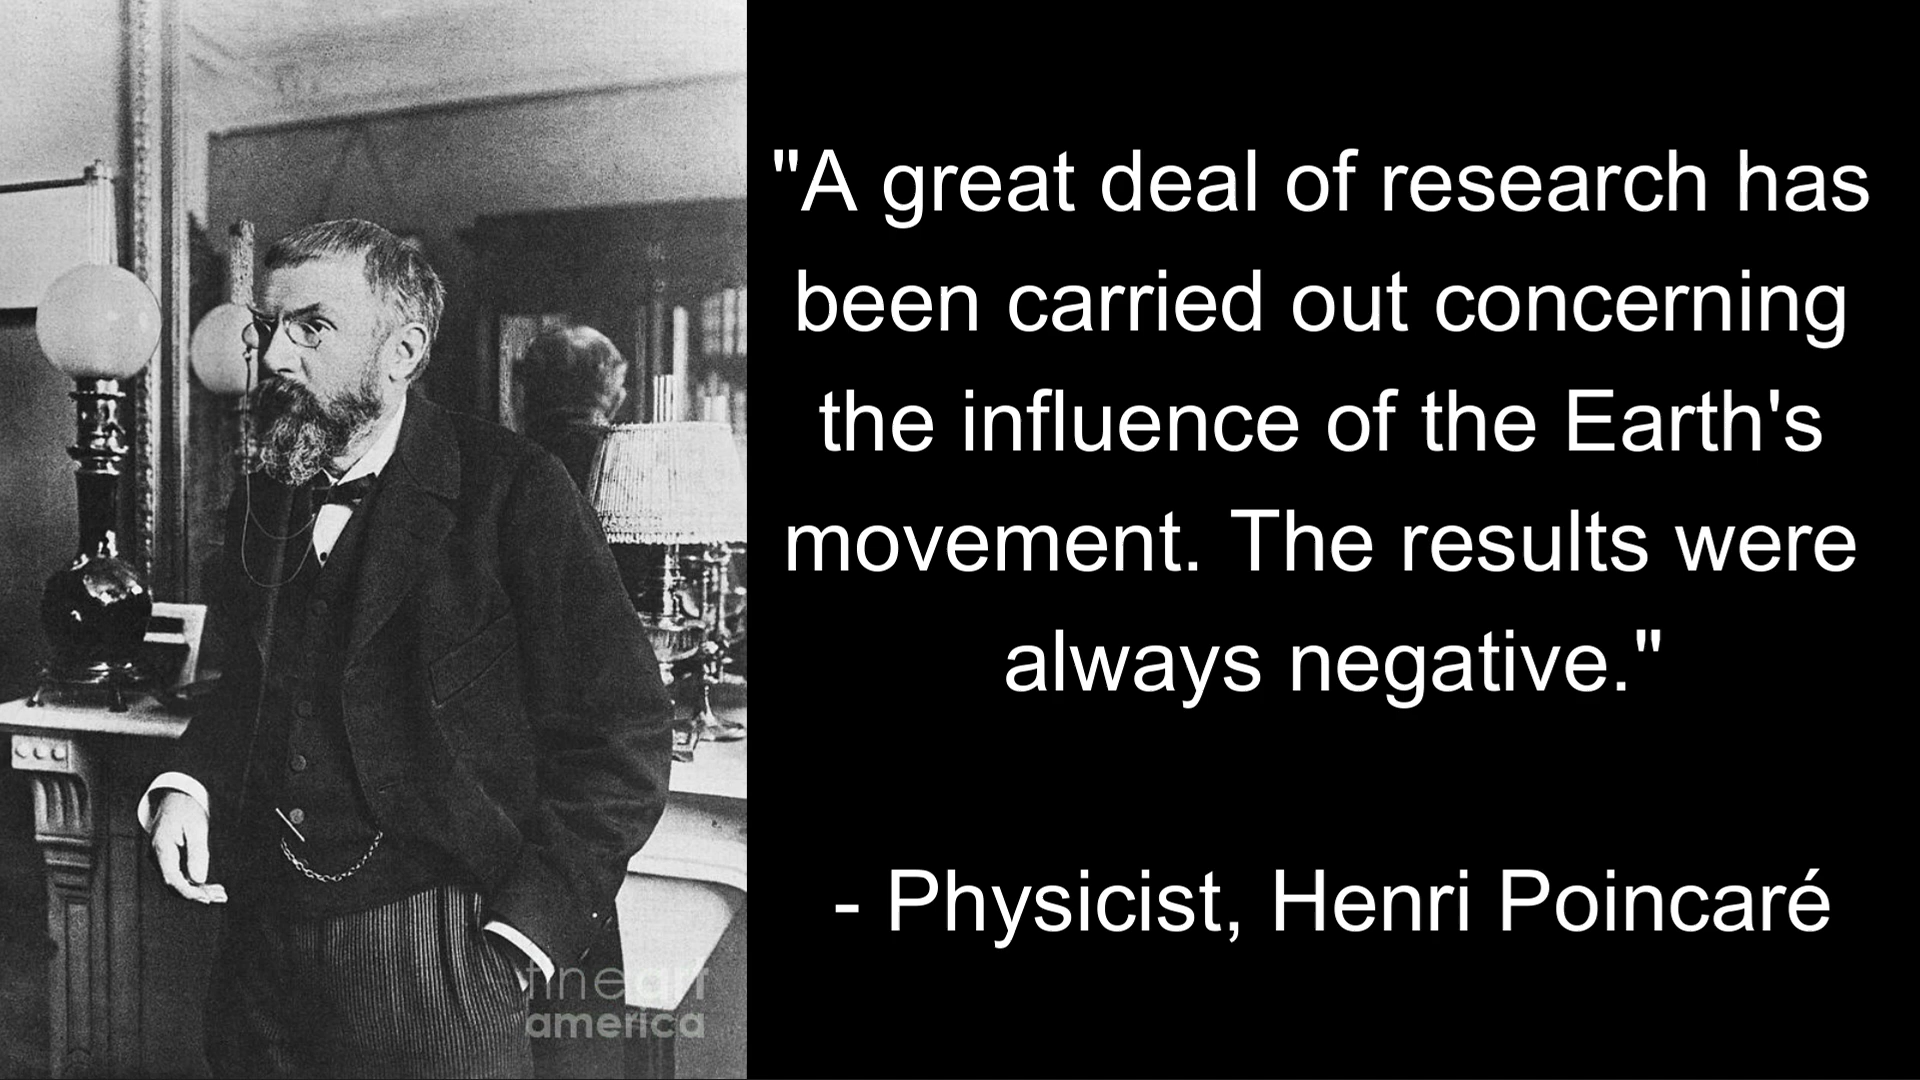 "A great deal of research has
been carried out concerning
the influence of the Earth's
movement. The results were
always negative."
- Physicist, Henri Poincaré
fineart
america